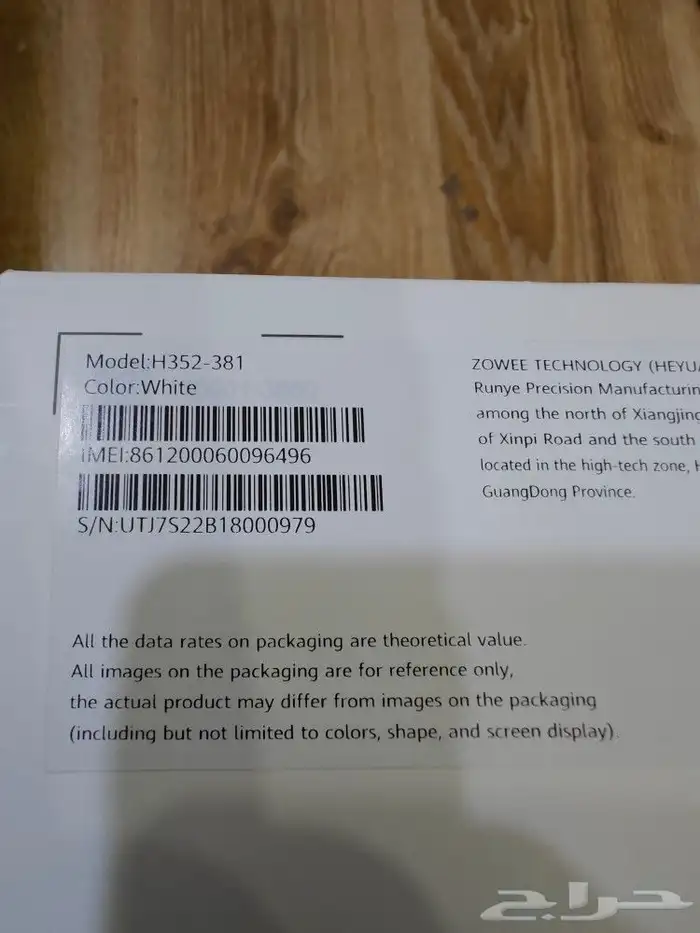 Model:H352-381
Color:White
IMEI:861200060096496
S/N:UTJ7S22B18000979
ZOWEE TECHNOLOGY
Runye Precision
among the north of
of Xinpi Road and the south
located in the high-tech zone,
GuangDong Province.
All the data rates on packaging are theoretical value.
All images on the packaging are for reference only,
the actual product may differ from images on the packaging
(including but not limited to colors, shape, and screen display).
حراج